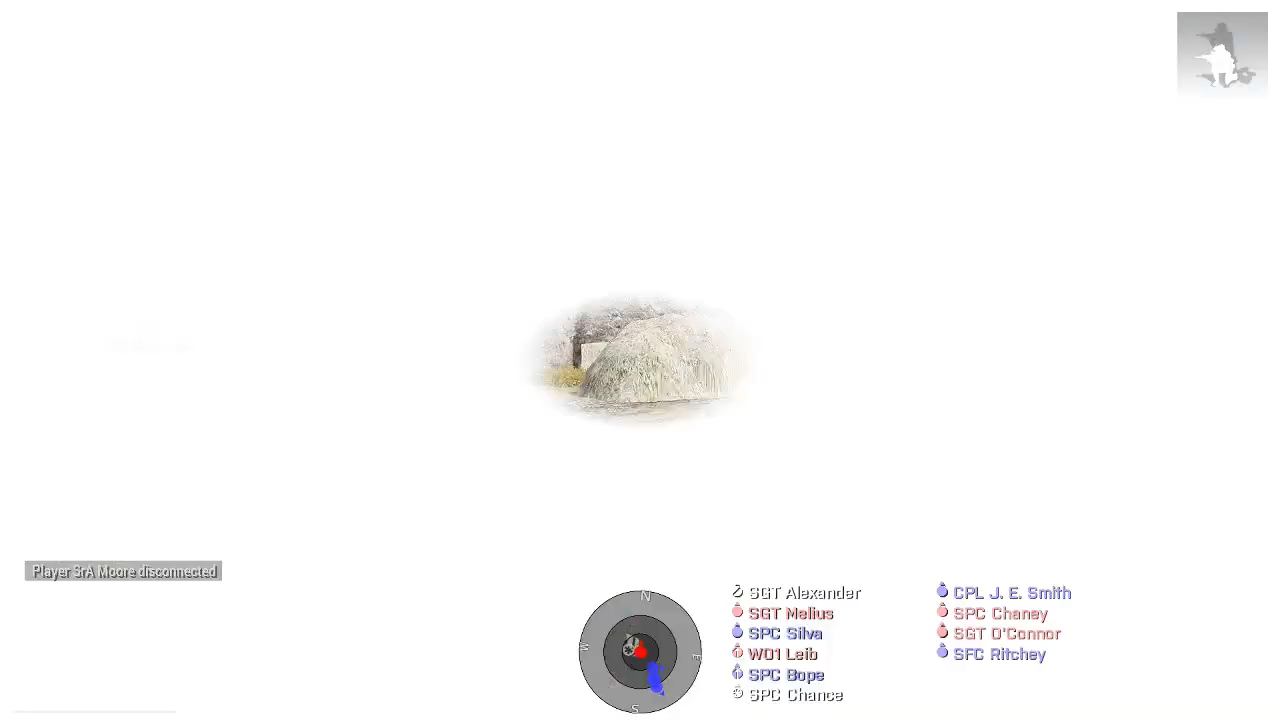 Player SrA Moore disconnected
N
W
E
S
SGT Alexander
SGT Melius
SPC Silva
WO1 Leib
SPC Bope
SPC Chance
CPL J. E. Smith
SPC Chaney
SGT O'Connor
SFC Ritchey